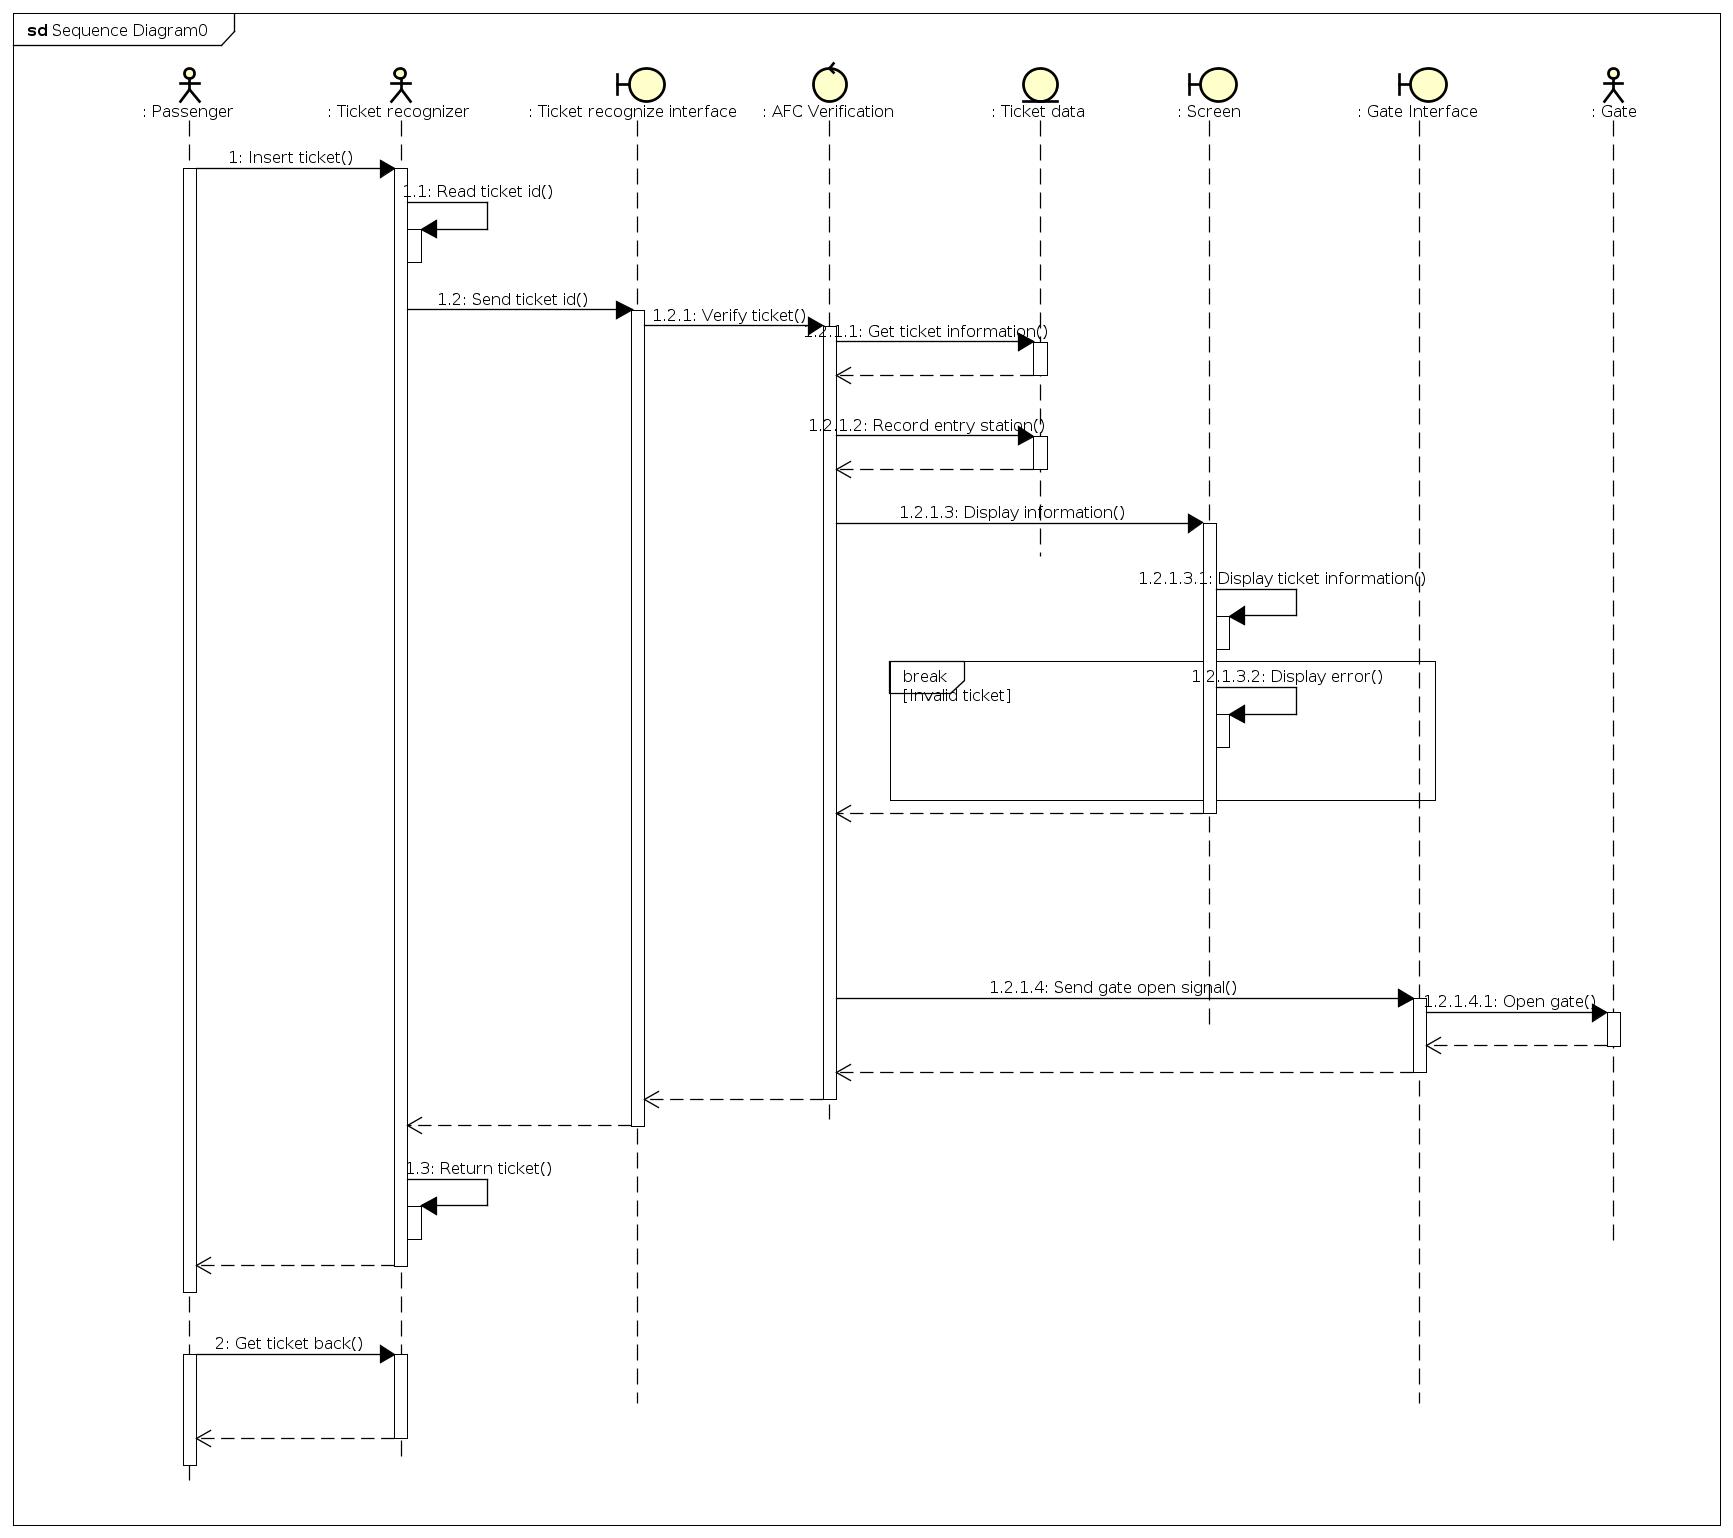 sd Sequence Diagram0
: Passenger
: Ticket recognizer
: Ticket recognize interface
: AFC Verification
: Ticket data
: Screen
: Gate Interface
: Gate
1: Insert ticket()
1.1: Read ticket id()
1.2: Send ticket id()
1.2.1: Verify ticket()
1.2.1.1: Get ticket information()
1.2.1.2: Record entry station()
1.2.1.3: Display information()
1.2.1.3.1: Display ticket information()
break
1.2.1.3.2: Display error()
[Invalid ticket]
1.2.1.4: Send gate open signal()
1.2.1.4.1: Open gate()
1.3: Return ticket()
2: Get ticket back()